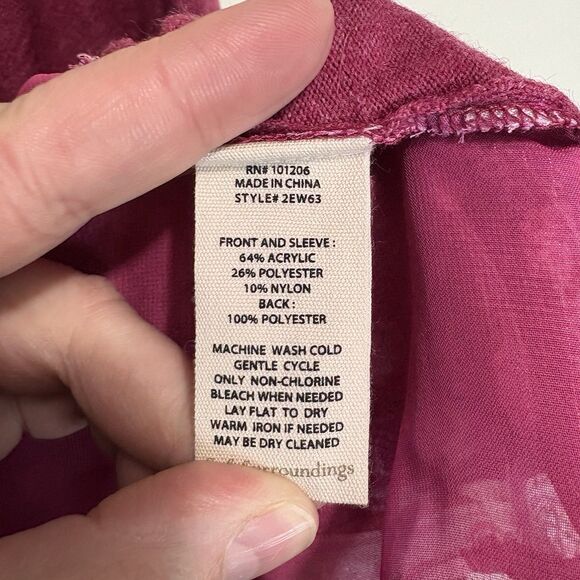 RN# 101206
MADE IN CHINA
STYLE# 2EW63
FRONT AND SLEEVE :
64% ACRYLIC
26% POLYESTER
10% NYLON
BACK :
100% POLYESTER
MACHINE WASH COLD
GENTLE CYCLE
ONLY NON-CHLORINE
BLEACH WHEN NEEDED
LAY FLAT TO DRY
WARM IRON IF NEEDED
MAY BE DRY CLEANED